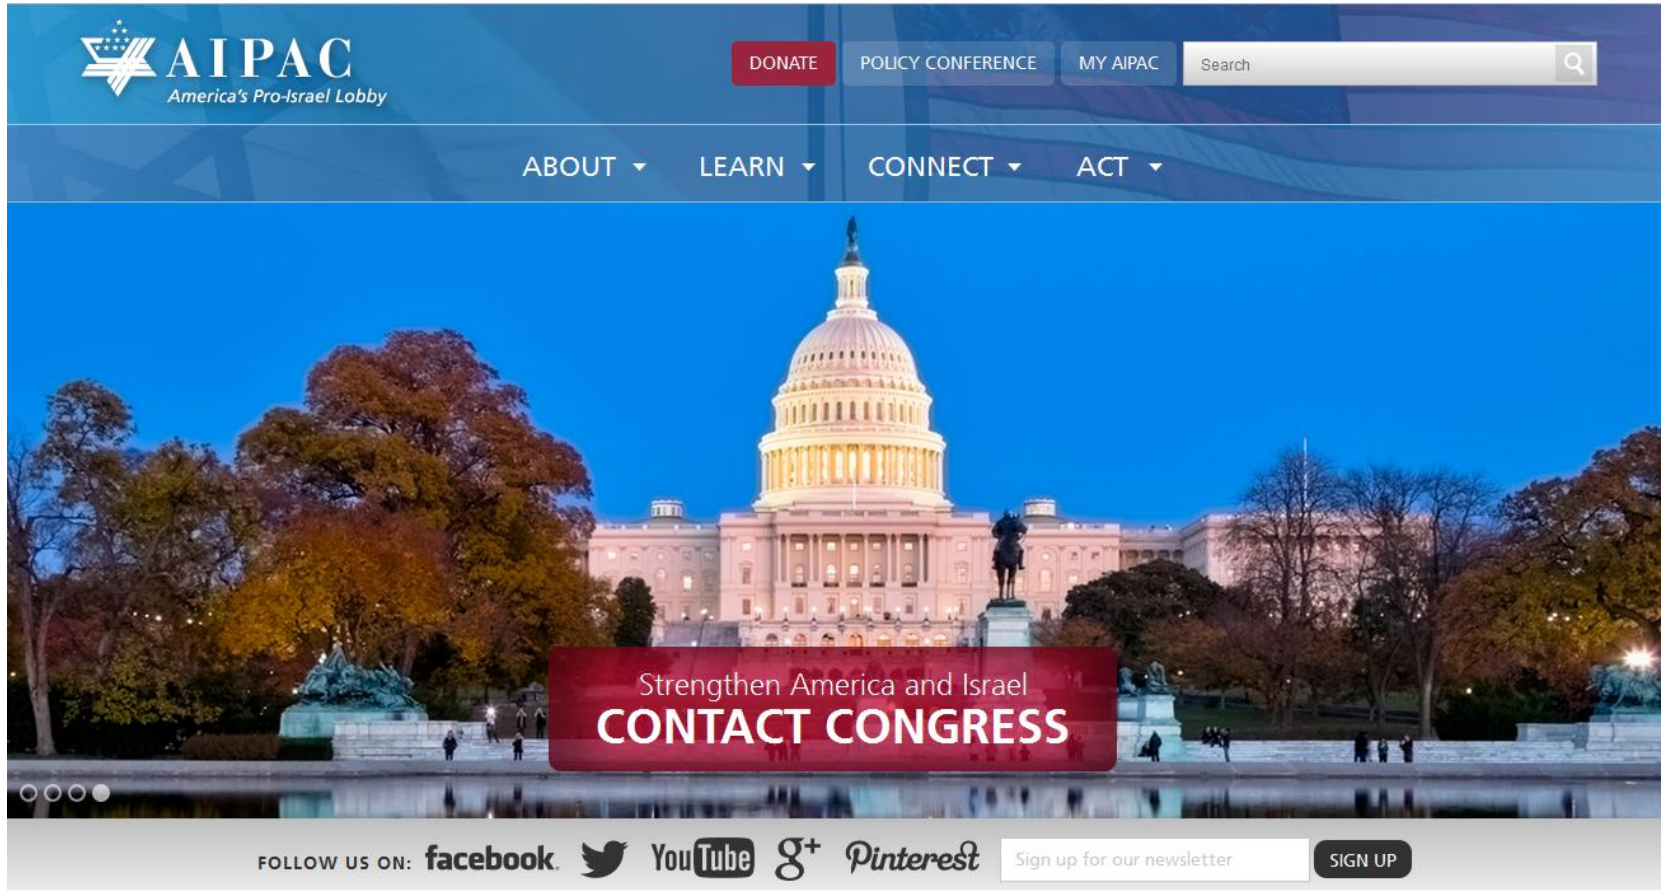 AIPAC
America's Pro-Israel Lobby
DONATE
POLICY CONFERENCE
MY AIPAC
Search
ABOUT
LEARN
CONNECT
ACT
Strengthen America and Israel
CONTACT CONGRESS
FOLLOW US ON: facebook. YouTube g+ Pinterest
Sign up for our newsletter
SIGN UP